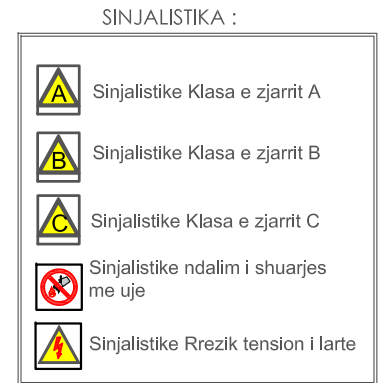 SINJALISTIKA :
A Sinjalistike Klasa e zjarrit A
B Sinjalistike Klasa e zjarrit B
C Sinjalistike Klasa e zjarrit C
Sinjalistike ndalim i shuarjes
me uje
Sinjalistike Rrezik tension i larte